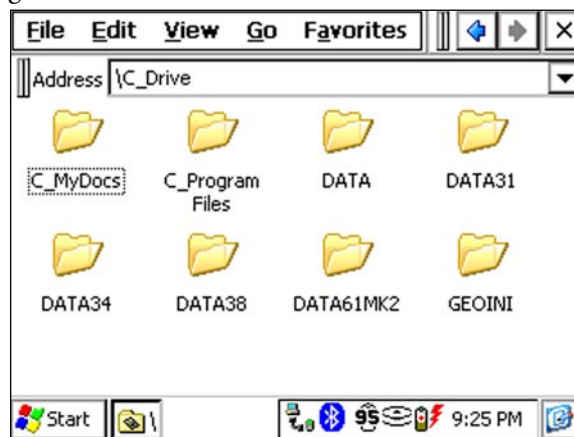 g
File Edit View Go Favorites
Address \C_Drive
C_MyDocs C_Program Files DATA DATA31
DATA34 DATA38 DATA61MK2 GEOINI
Start \ 95 9:25 PM